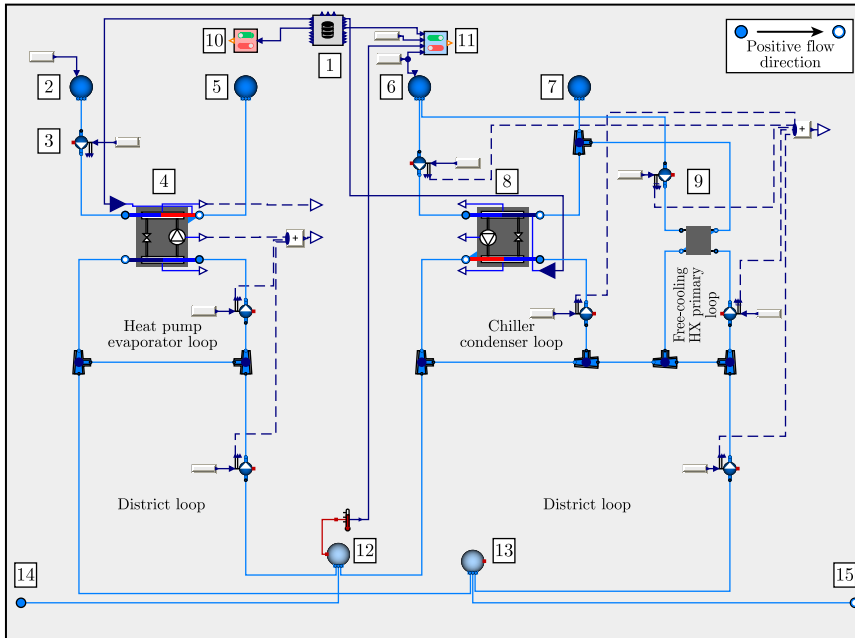 10
11
1
Positive flow
direction
2
5
6
7
3
4
8
9
+
+
Heat pump
evaporator loop
Chiller
condenser loop
Free-cooling
HX primary
loop
District loop
District loop
12
13
14
15